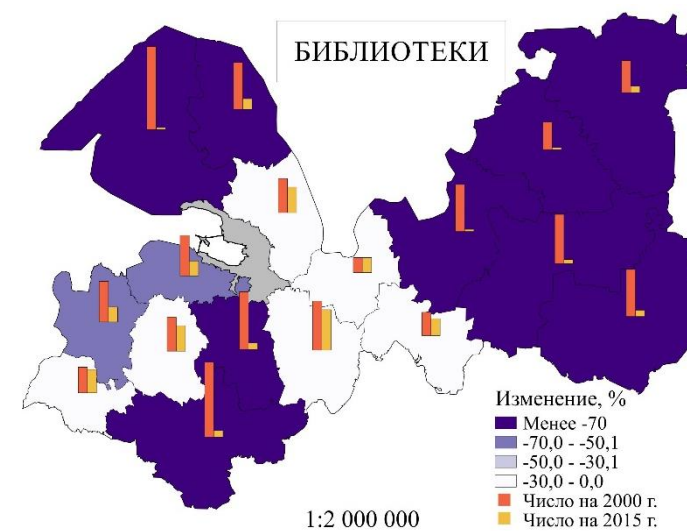 БИБЛИОТЕКИ
Изменение, %
Менее -70
-70,0 - -50,1
-50,0 - -30,1
-30,0 - 0,0
Число на 2000 г.
Число на 2015 г.
1:2 000 000